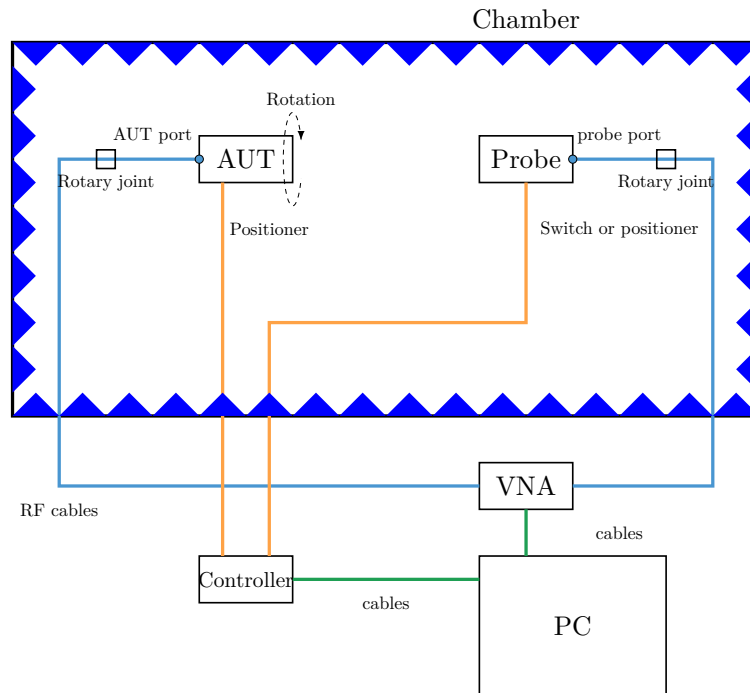 Chamber
Rotation
AUT port
probe port
AUT
Probe
Rotary joint
Rotary joint
Positioner
Switch or positioner
VNA
RF cables
cables
Controller
cables
PC